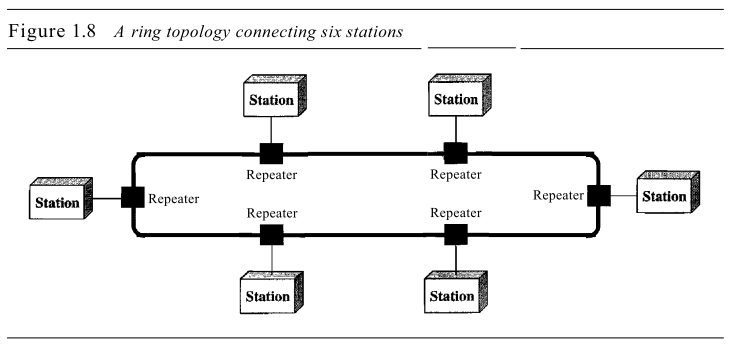 Figure 1.8 A ring topology connecting six stations
Station Station
Repeater Repeater
Station Repeater Repeater Station
Repeater Repeater
Station Station